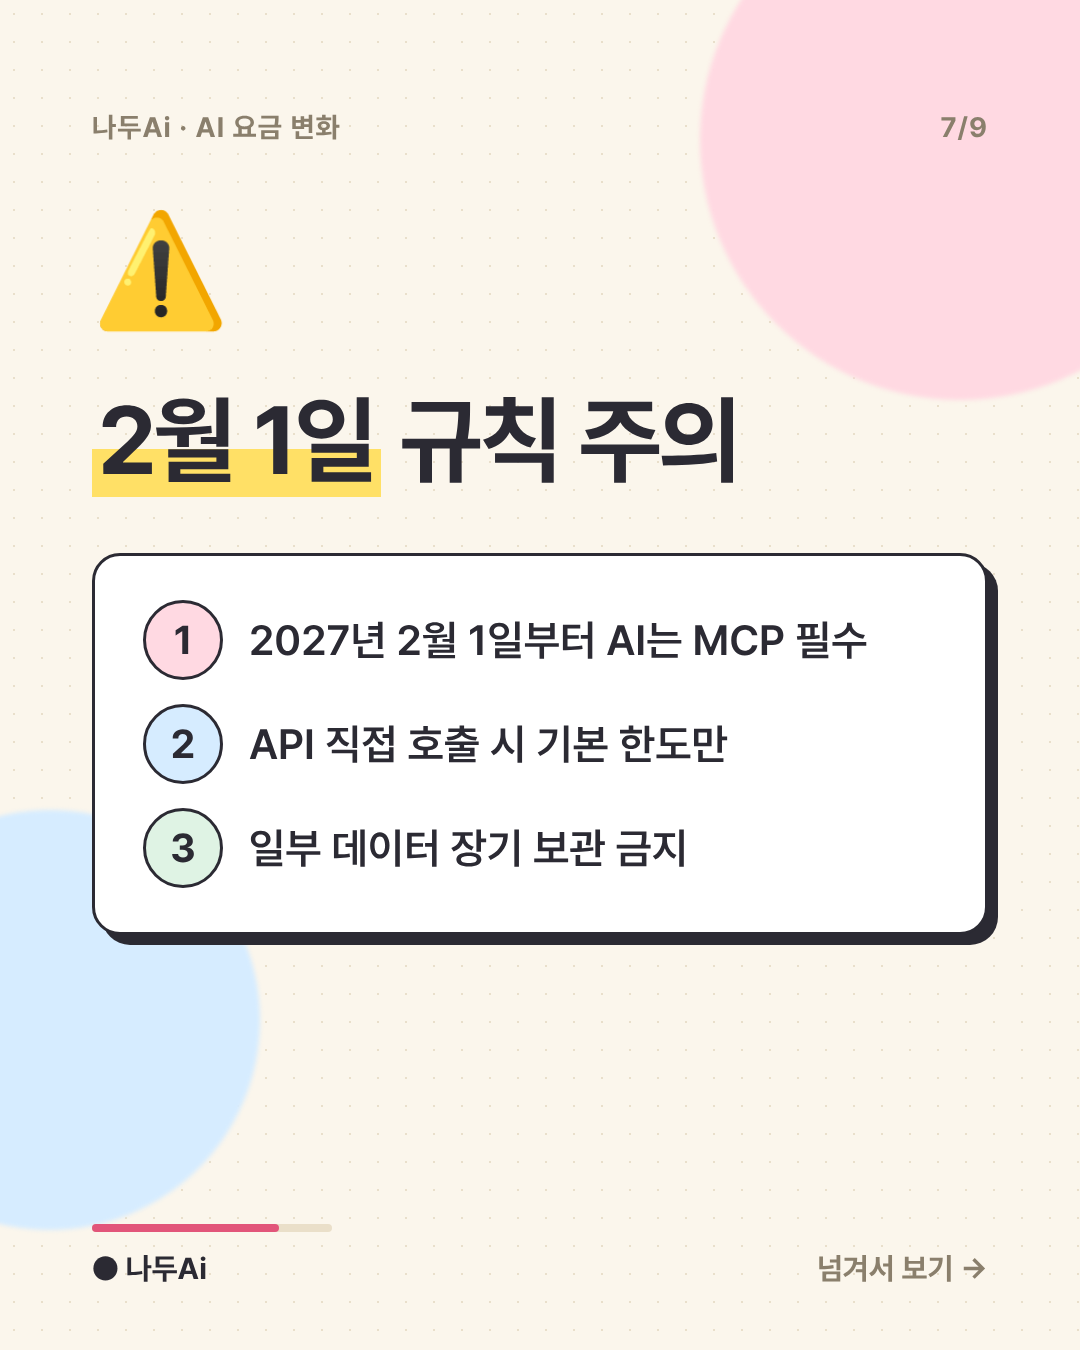 나두Ai · AI 요금 변화
7/9
2월 1일 규칙 주의
1 2027년 2월 1일부터 AI는 MCP 필수
2 API 직접 호출 시 기본 한도만
3 일부 데이터 장기 보관 금지
나두Ai
넘겨서 보기 →